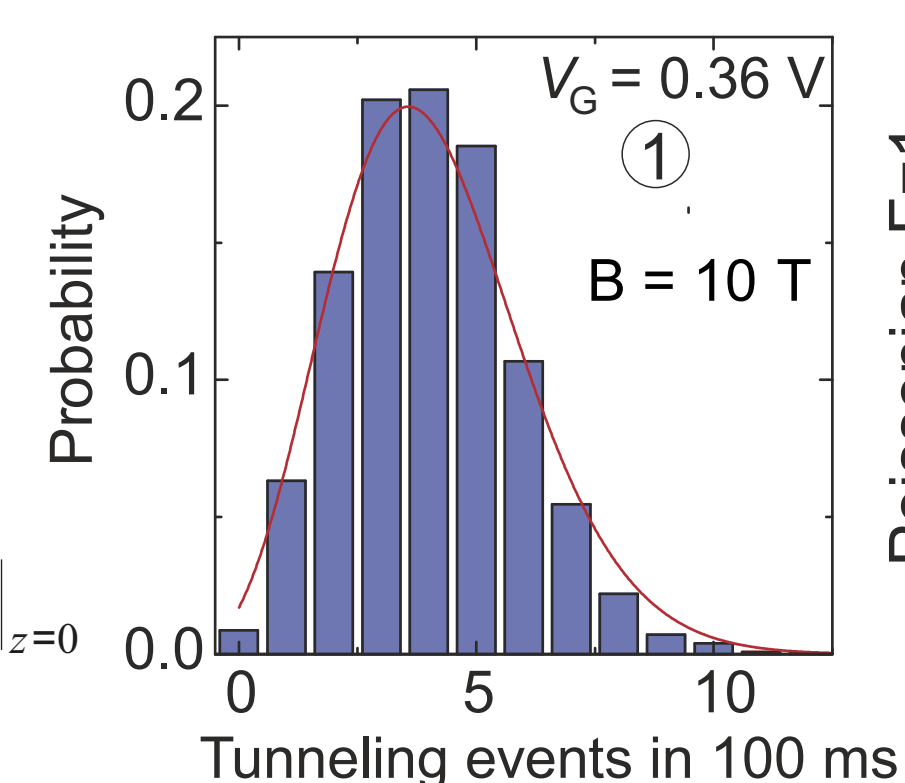 0.2
0.1
0.0
Probability
V_G = 0.36 V
1
B = 10 T
z=0
0 5 10
Tunneling events in 100 ms